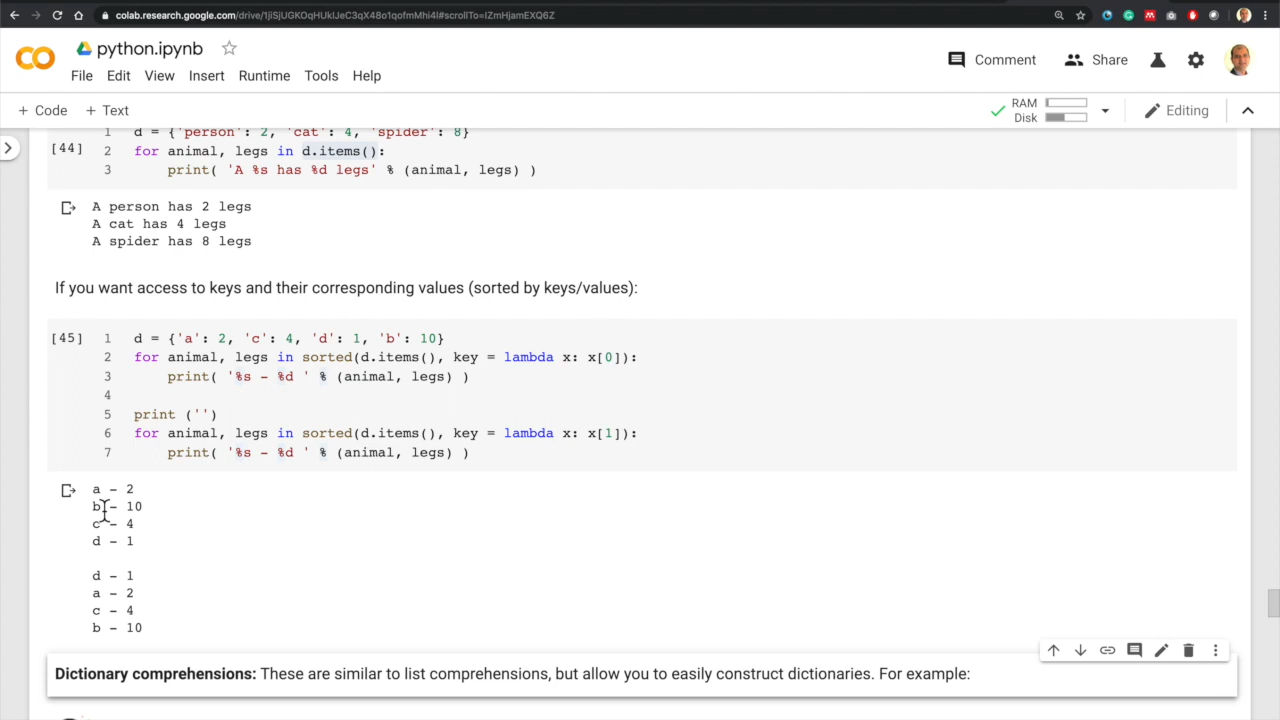 colab.research.google.com/drive/1jiSjUGKOqHUkIJeC3qX48o1qofmMhi4l#scrollTo=IZmHjamEXQ6Z
python.ipynb
Comment
Share
File Edit View Insert Runtime Tools Help
+ Code + Text
RAM
Disk
Editing
1 d = {'person': 2, 'cat': 4, 'spider': 8}
[44] 2 for animal, legs in d.items():
3 print( 'A %s has %d legs' % (animal, legs) )
A person has 2 legs
A cat has 4 legs
A spider has 8 legs
If you want access to keys and their corresponding values (sorted by keys/values):
[45] 1 d = {'a': 2, 'c': 4, 'd': 1, 'b': 10}
2 for animal, legs in sorted(d.items(), key = lambda x: x[0]):
3 print( '%s - %d ' % (animal, legs) )
4
5 print ('')
6 for animal, legs in sorted(d.items(), key = lambda x: x[1]):
7 print( '%s - %d ' % (animal, legs) )
a - 2
b - 10
c - 4
d - 1
d - 1
a - 2
c - 4
b - 10
Dictionary comprehensions: These are similar to list comprehensions, but allow you to easily construct dictionaries. For example: